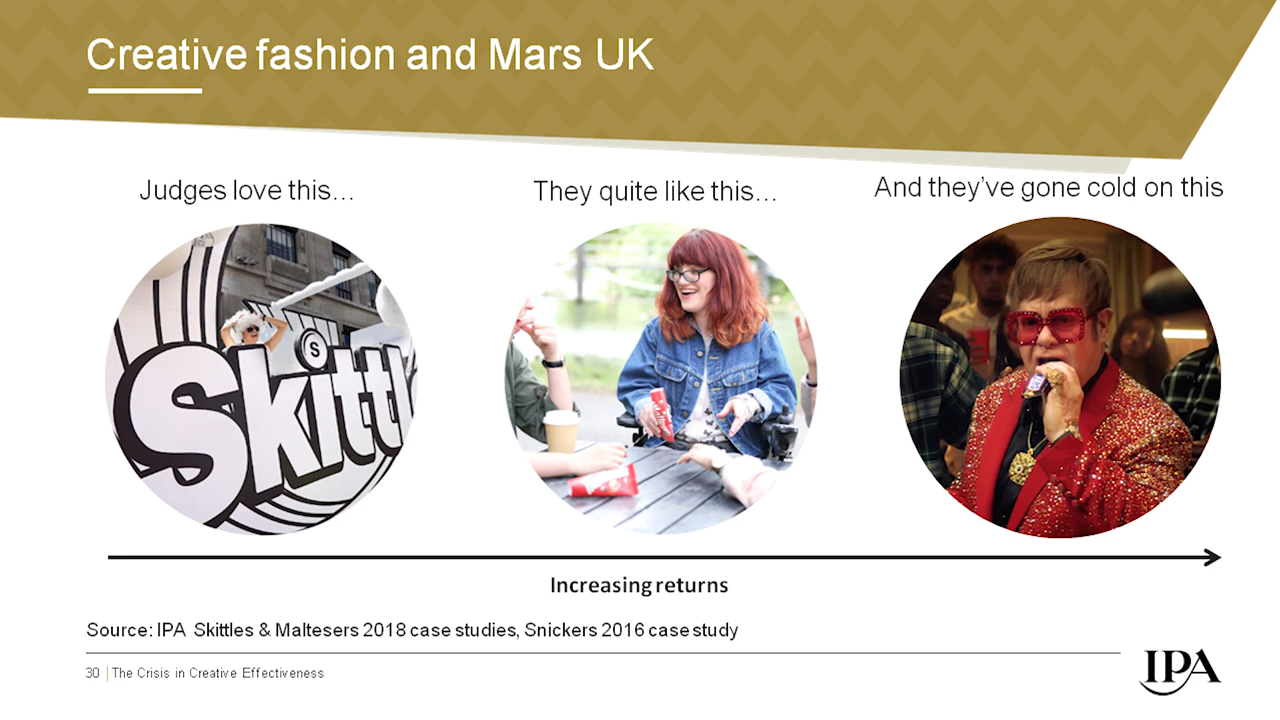 Creative fashion and Mars UK
Judges love this...
They quite like this...
And they've gone cold on this
Skittl
S
Increasing returns
Source: IPA Skittles & Maltesers 2018 case studies, Snickers 2016 case study
30 | The Crisis in Creative Effectiveness
IPA